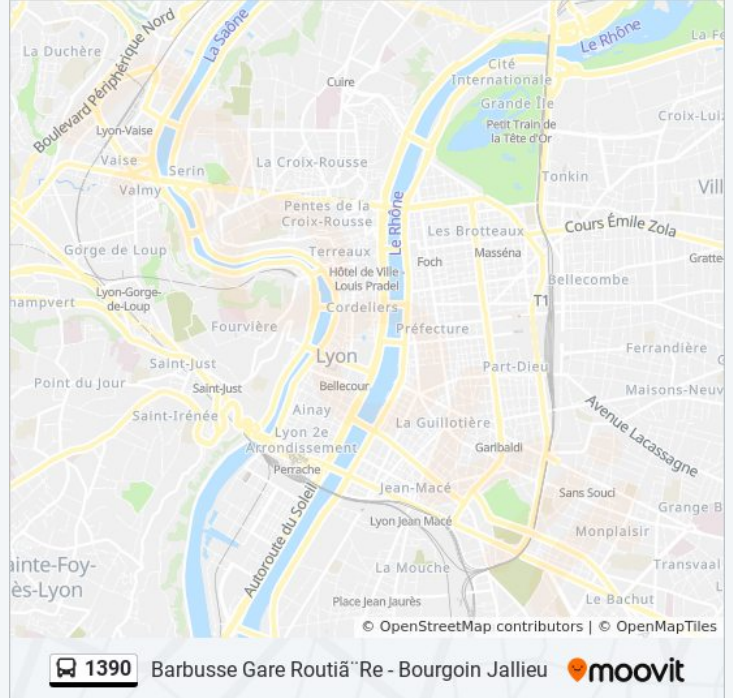 La Duchère
Boulevard Périphérique Nord
La Saône
Le Rhône
Cité
Internationale
Cuire
Grande Île
Petit Train de
la Tête d'Or
Croix-Lui
Lyon-Vaise
Vaise
Serin
La Croix-Rousse
Valmy
Tonkin
Vill
Pentes de la
Croix-Rousse
Le Rhône
Les Brotteaux
Cours Émile Zola
Gorge de Loup
Terreaux
Masséna
Foch
Gratte-
Hôtel de Ville -
Louis Pradel
Bellecombe
Lyon-Gorge-
de-Loup
hampvert
Cordeliers
T1
Fourvière
Préfecture
Lyon
Ferrandière
Saint-Just
Part-Dieu
Point du Jour
Saint-Just
Bellecour
Maisons-Neuv
Ainay
Saint-Irénée
La Guillotière
Avenue Lacassagne
Lyon 2e
Arrondissement
Garibaldi
Perrache
Jean-Macé
Sans Souci
Autoroute du Soleil
Lyon Jean Macé
Grange B
Monplaisir
ainte-Foy-
ès-Lyon
La Mouche
Transvaal
Place Jean Jaurès
Le Bachut
© OpenStreetMap contributors | © OpenMapTiles
1390 Barbusse Gare Routiã¨Re - Bourgoin Jallieu moovit